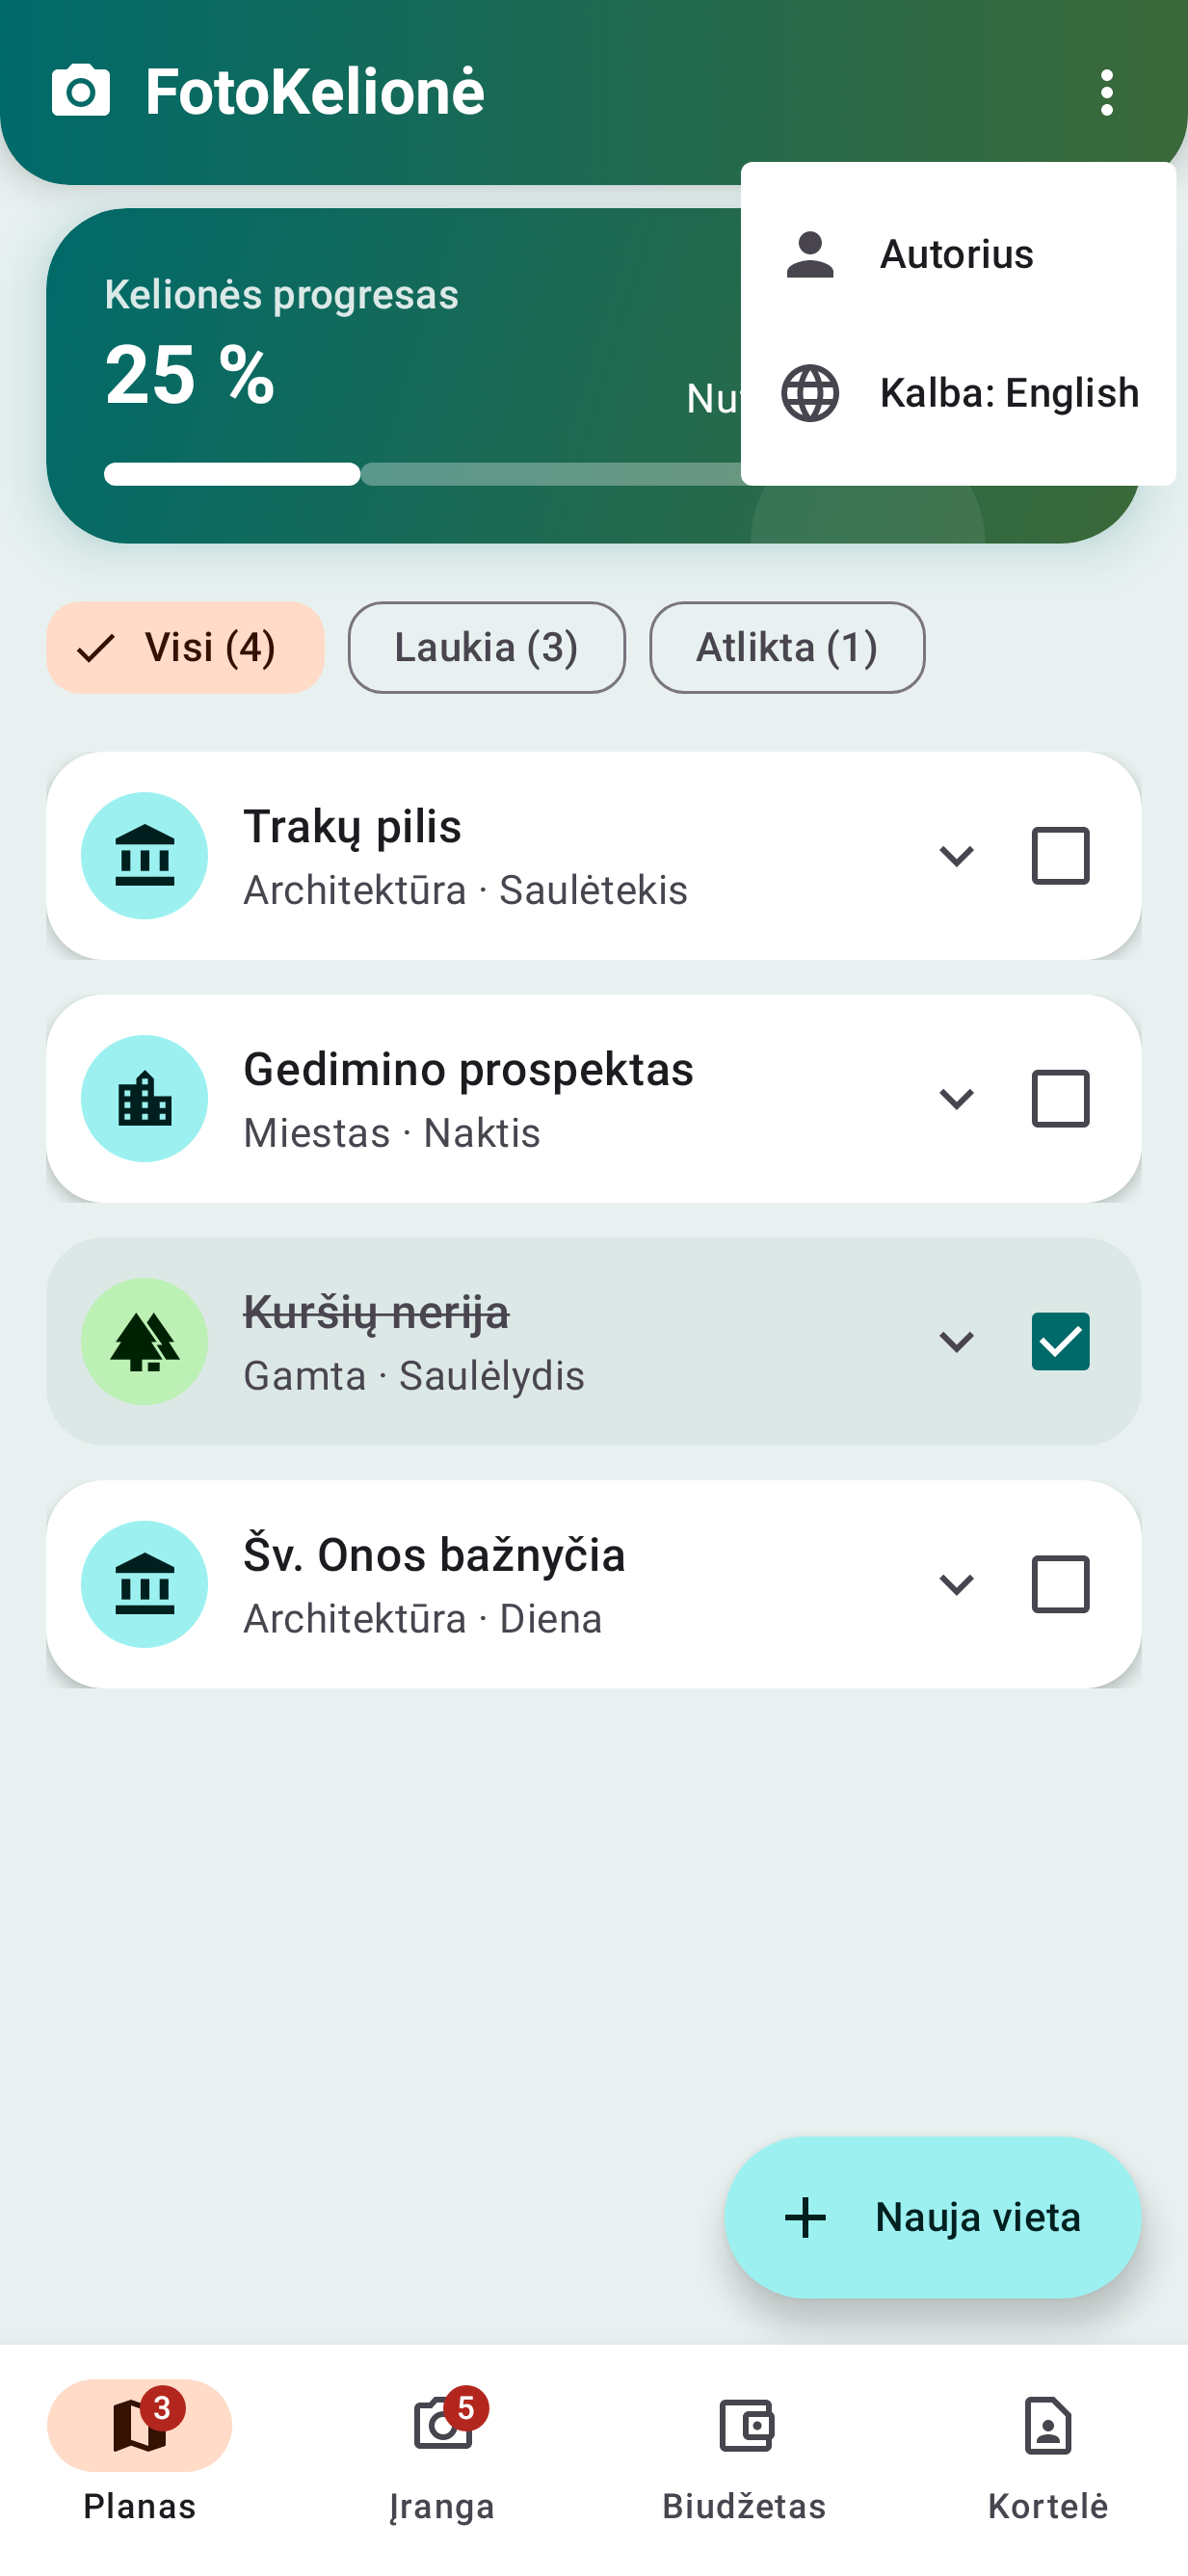 FotoKelionė
Autorius
Kalba: English
Kelionės progresas
25 %
Visi (4)
Laukia (3)
Atlikta (1)
Trakų pilis
Architektūra · Saulėtekis
Gedimino prospektas
Miestas · Naktis
Kuršių nerija
Gamta · Saulėlydis
Šv. Onos bažnyčia
Architektūra · Diena
Nauja vieta
3
5
Planas
Įranga
Biudžetas
Kortelė